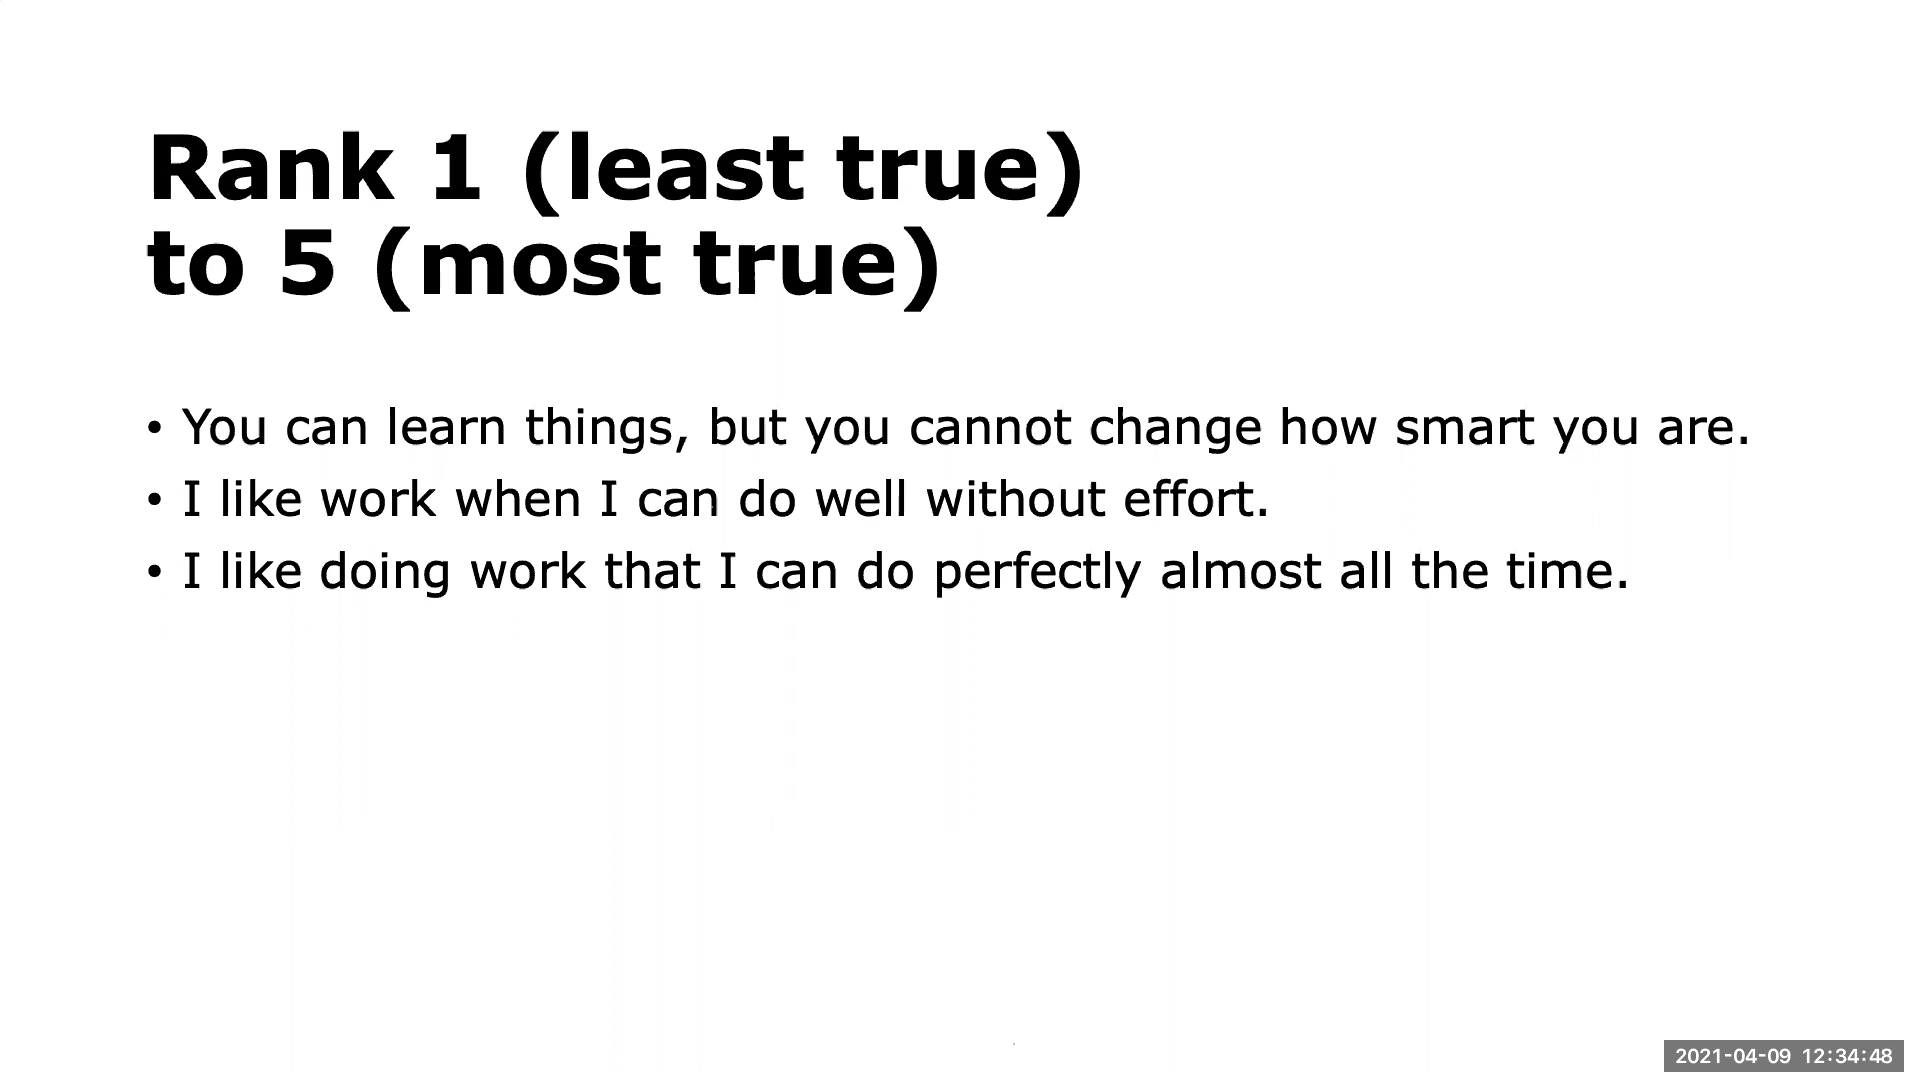 Rank 1 (least true)
to 5 (most true)
• You can learn things, but you cannot change how smart you are.
• I like work when I can do well without effort.
• I like doing work that I can do perfectly almost all the time.
2021-04-09 12:34:48